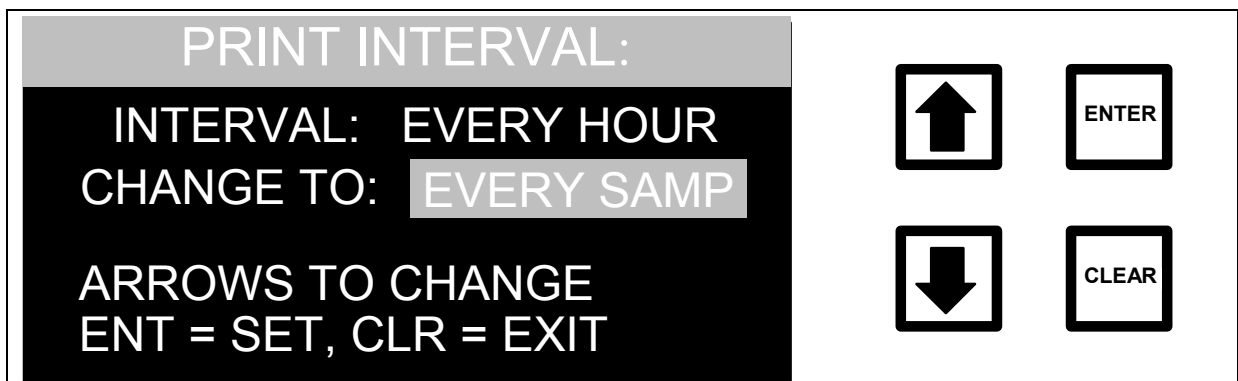 PRINT INTERVAL:
INTERVAL: EVERY HOUR
CHANGE TO: EVERY SAMP
ARROWS TO CHANGE
ENT = SET, CLR = EXIT
ENTER
CLEAR